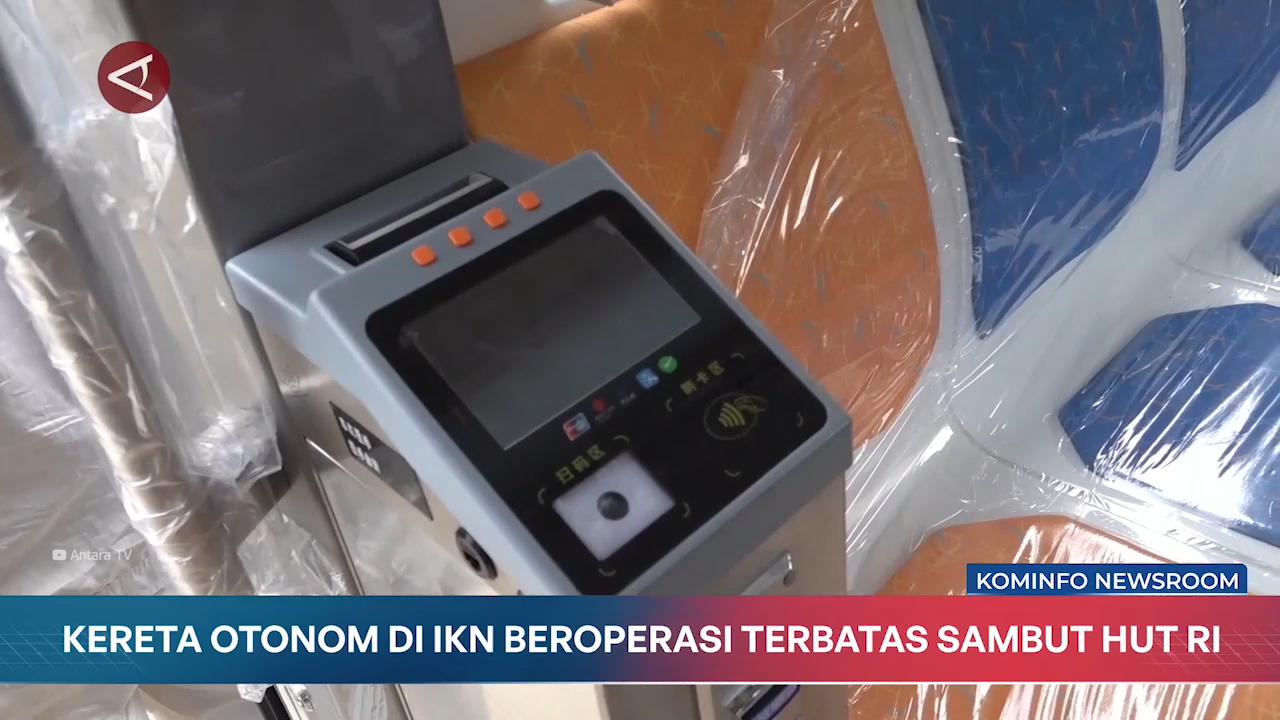 刷卡区
扫码区
Antara TV
KOMINFO NEWSROOM
KERETA OTONOM DI IKN BEROPERASI TERBATAS SAMBUT HUT RI